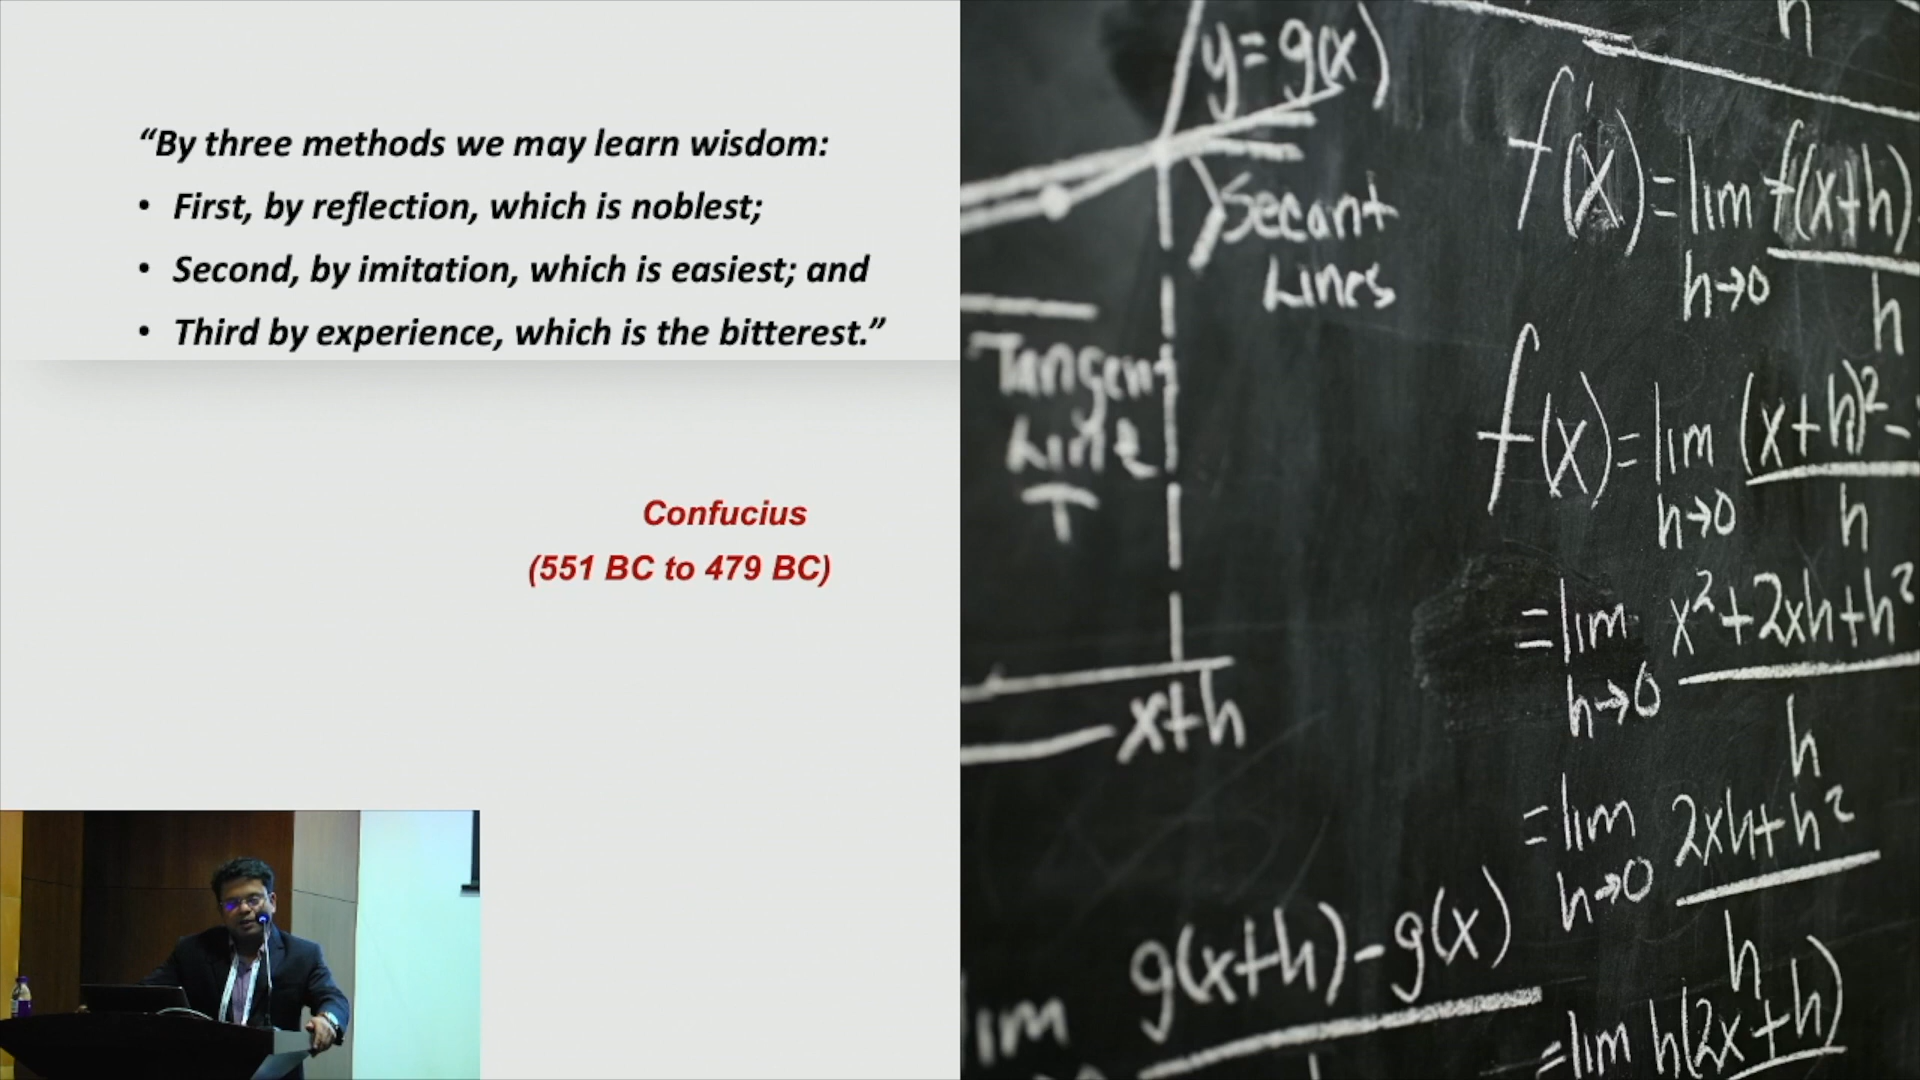 “By three methods we may learn wisdom:
• First, by reflection, which is noblest;
• Second, by imitation, which is easiest; and
• Third by experience, which is the bitterest.”
Confucius
(551 BC to 479 BC)
y=g(x)
Secant
Lines
Tangent
Line
T
x+h
g(x+h)-g(x)
h
f'(x)=lim f(x+h)
h→0 h
f(x)=lim (x+h)²-
h→0 h
=lim x²+2xh+h²
h→0 h
=lim 2xh+h²
h→0 h
=lim h(2x+h)